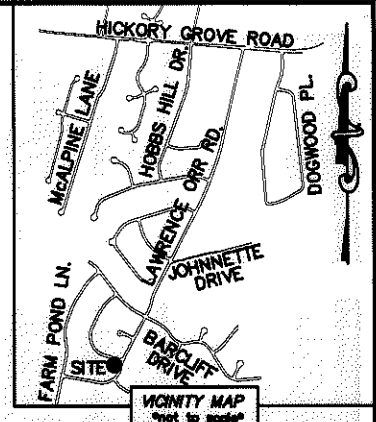 HICKORY GROVE ROAD
McALPINE LANE
HOBBS HILL DR.
DOGWOOD PL.
LAWRENCE ORR RD.
JOHNNETTE
DRIVE
FARM POND LN.
BARCLIFF
DRIVE
SITE
VICINITY MAP
*not to scale*